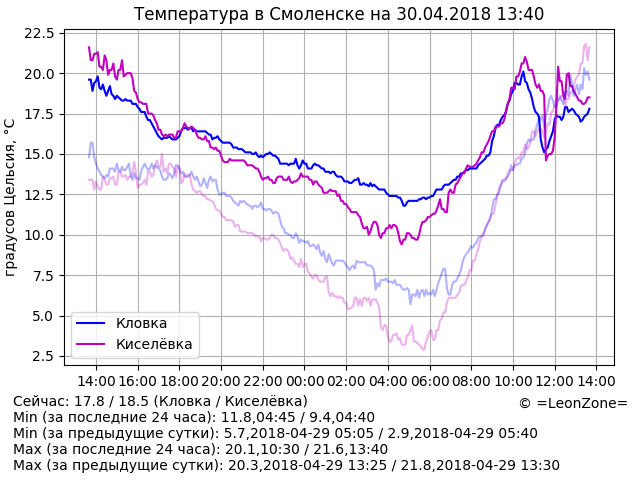 Температура в Смоленске на 30.04.2018 13:40
22.5
20.0
17.5
15.0
12.5
10.0
7.5
5.0
2.5
градусов Цельсия, °C
Кловка
Киселёвка
14:00 16:00 18:00 20:00 22:00 00:00 02:00 04:00 06:00 08:00 10:00 12:00 14:00
Сейчас: 17.8 / 18.5 (Кловка / Киселёвка)
© =LeonZone=
Min (за последние 24 часа): 11.8,04:45 / 9.4,04:40
Min (за предыдущие сутки): 5.7,2018-04-29 05:05 / 2.9,2018-04-29 05:40
Max (за последние 24 часа): 20.1,10:30 / 21.6,13:40
Max (за предыдущие сутки): 20.3,2018-04-29 13:25 / 21.8,2018-04-29 13:30